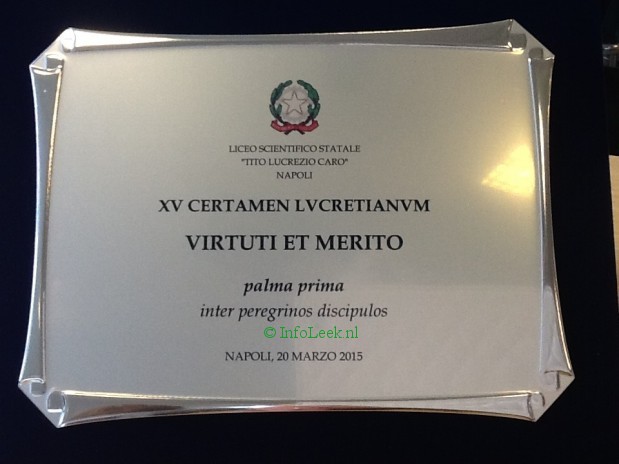 LICEO SCIENTIFICO STATALE
"TITO LUCREZIO CARO"
NAPOLI
XV CERTAMEN LVCRETIANVM
VIRTUTI ET MERITO
palma prima
inter peregrinos discipulos
© InfoLeek.nl
NAPOLI, 20 MARZO 2015